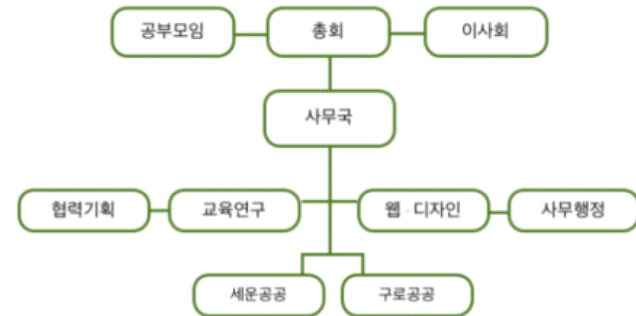 공부모임
총회
이사회
사무국
협력기획
교육연구
웹 · 디자인
사무행정
세운공공
구로공공